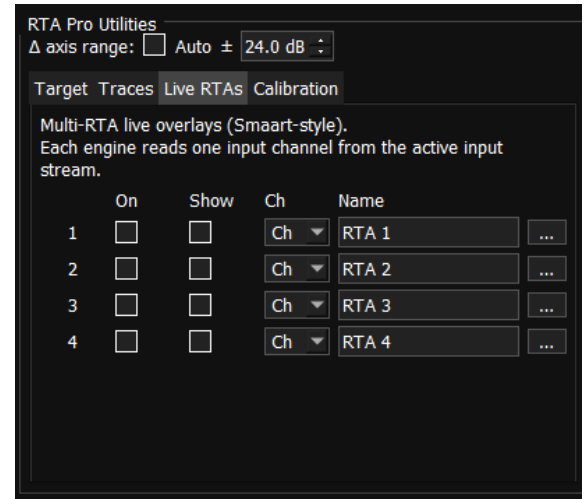 RTA Pro Utilities
Δ axis range: Auto ± 24.0 dB
Target Traces Live RTAs Calibration
Multi-RTA live overlays (Smaart-style).
Each engine reads one input channel from the active input
stream.
On Show Ch Name
1 Ch RTA 1 ...
2 Ch RTA 2 ...
3 Ch RTA 3 ...
4 Ch RTA 4 ...